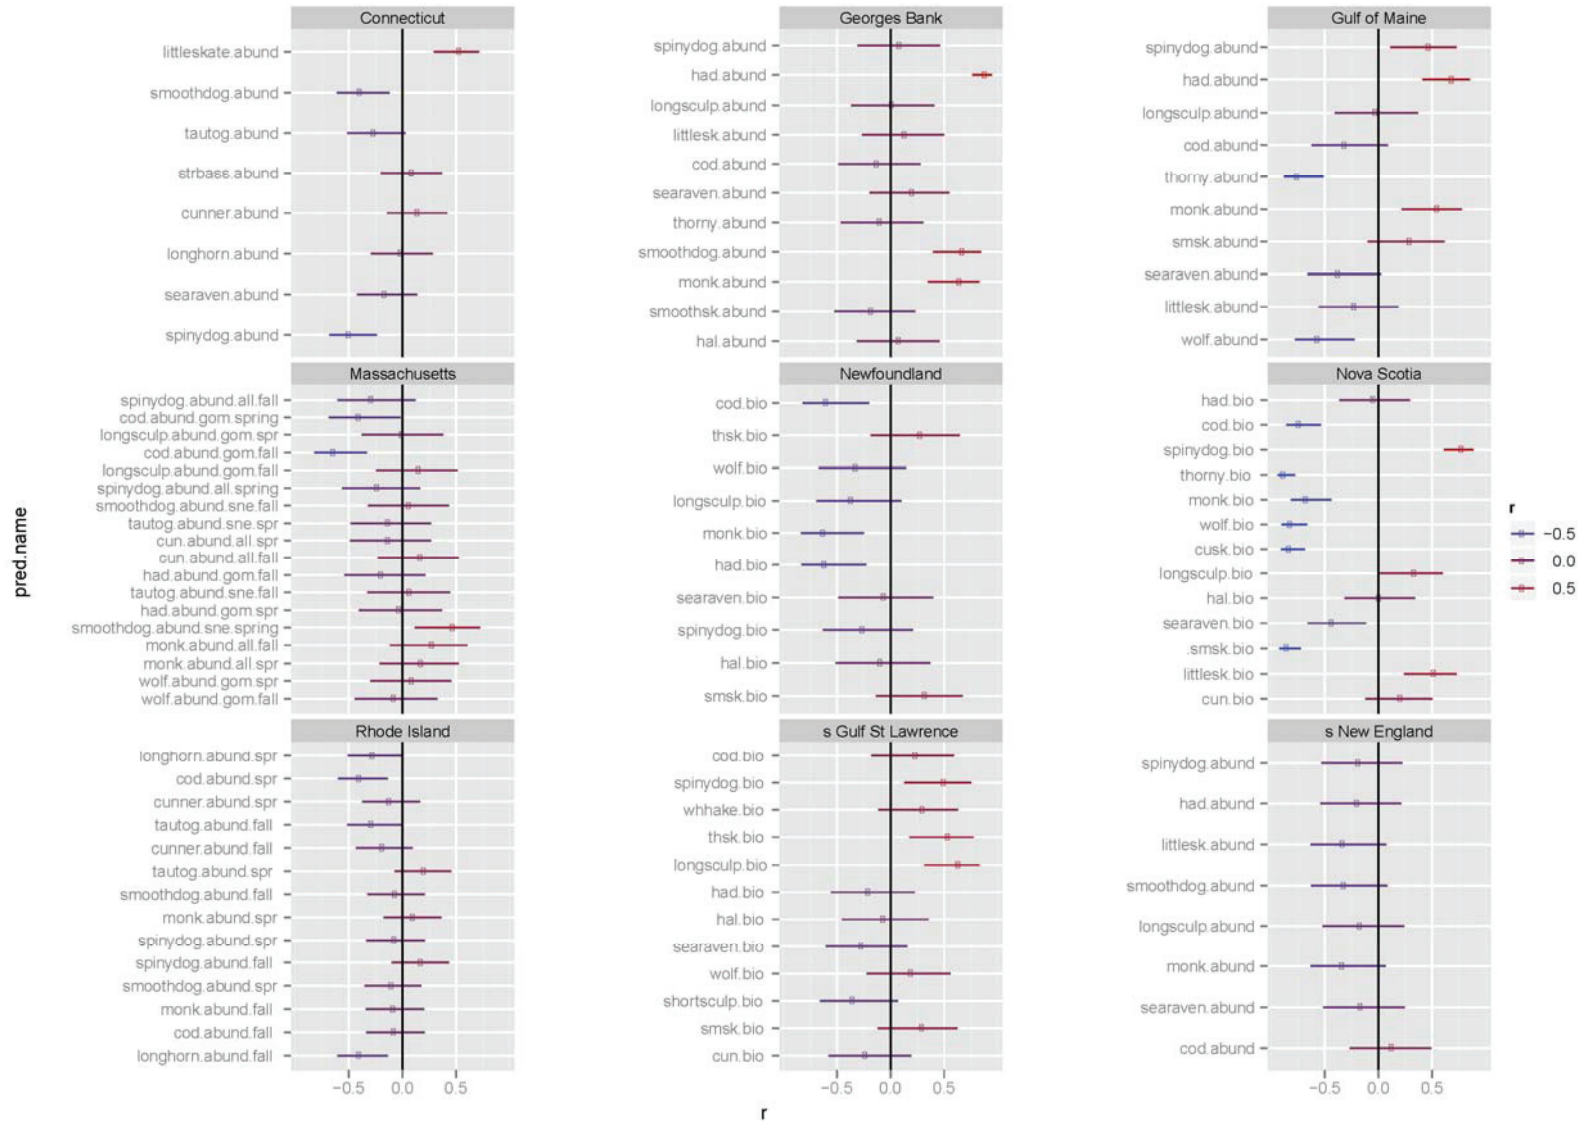 Connecticut
littleskate.abund
smoothdog.abund
tautog.abund
strbass.abund
cunner.abund
longhorn.abund
searaven.abund
spinydog.abund
Georges Bank
spinydog.abund
had.abund
longsculp.abund
littlesk.abund
cod.abund
searaven.abund
thorny.abund
smoothdog.abund
monk.abund
smoothsk.abund
hal.abund
Gulf of Maine
spinydog.abund
had.abund
longsculp.abund
cod.abund
thorny.abund
monk.abund
smsk.abund
searaven.abund
littlesk.abund
wolf.abund
Massachusetts
spinydog.abund.all.fall
cod.abund.gom.spring
longsculp.abund.gom.spr
cod.abund.gom.fall
longsculp.abund.gom.fall
spinydog.abund.all.spring
smoothdog.abund.sne.fall
tautog.abund.sne.spr
cun.abund.all.spr
cun.abund.all.fall
had.abund.gom.fall
tautog.abund.sne.fall
had.abund.gom.spr
smoothdog.abund.sne.spring
monk.abund.all.fall
monk.abund.all.spr
wolf.abund.gom.spr
wolf.abund.gom.fall
Newfoundland
cod.bio
thsk.bio
wolf.bio
longsculp.bio
monk.bio
had.bio
searaven.bio
spinydog.bio
hal.bio
smsk.bio
Nova Scotia
had.bio
cod.bio
spinydog.bio
thorny.bio
monk.bio
wolf.bio
cusk.bio
longsculp.bio
hal.bio
searaven.bio
.smsk.bio
littlesk.bio
cun.bio
Rhode Island
longhorn.abund.spr
cod.abund.spr
cunner.abund.spr
tautog.abund.fall
cunner.abund.fall
tautog.abund.spr
smoothdog.abund.fall
monk.abund.spr
spinydog.abund.spr
spinydog.abund.fall
smoothdog.abund.spr
monk.abund.fall
cod.abund.fall
longhorn.abund.fall
−0.5 0.0 0.5
s Gulf St Lawrence
cod.bio
spinydog.bio
whhake.bio
thsk.bio
longsculp.bio
had.bio
hal.bio
searaven.bio
wolf.bio
shortsculp.bio
smsk.bio
cun.bio
−0.5 0.0 0.5
s New England
spinydog.abund
had.abund
littlesk.abund
smoothdog.abund
longsculp.abund
monk.abund
searaven.abund
cod.abund
−0.5 0.0 0.5
pred.name
r
r
−0.5
0.0
0.5